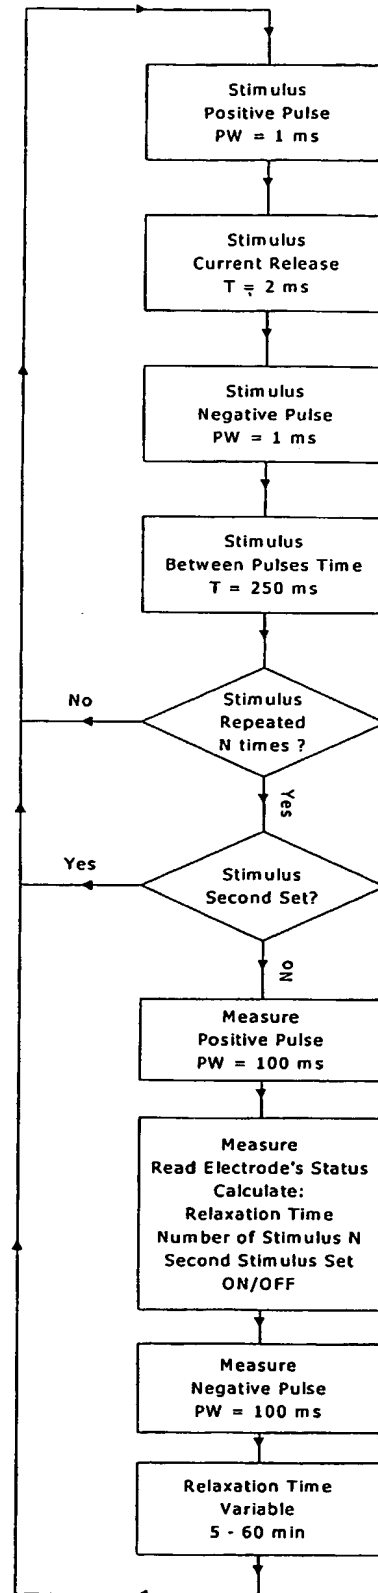 Stimulus
Positive Pulse
PW = 1 ms
Stimulus
Current Release
T = 2 ms
Stimulus
Negative Pulse
PW = 1 ms
Stimulus
Between Pulses Time
T = 250 ms
No
Stimulus
Repeated
N times ?
Yes
Yes
Stimulus
Second Set?
ON
Measure
Positive Pulse
PW = 100 ms
Measure
Read Electrode's Status
Calculate:
Relaxation Time
Number of Stimulus N
Second Stimulus Set
ON/OFF
Measure
Negative Pulse
PW = 100 ms
Relaxation Time
Variable
5 - 60 min